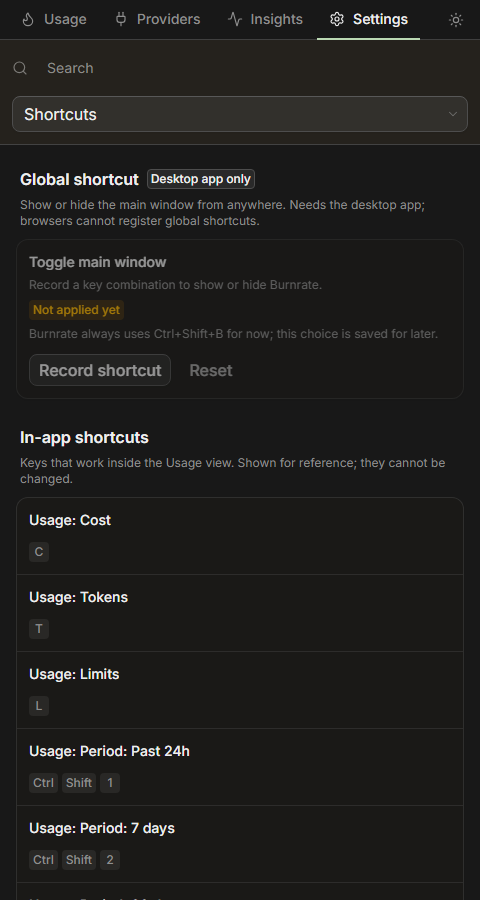 Usage Providers Insights Settings
Search
Shortcuts
Global shortcut Desktop app only
Show or hide the main window from anywhere. Needs the desktop app;
browsers cannot register global shortcuts.
Toggle main window
Record a key combination to show or hide Burnrate.
Not applied yet
Burnrate always uses Ctrl+Shift+B for now; this choice is saved for later.
Record shortcut Reset
In-app shortcuts
Keys that work inside the Usage view. Shown for reference; they cannot be
changed.
Usage: Cost
C
Usage: Tokens
T
Usage: Limits
L
Usage: Period: Past 24h
Ctrl Shift 1
Usage: Period: 7 days
Ctrl Shift 2